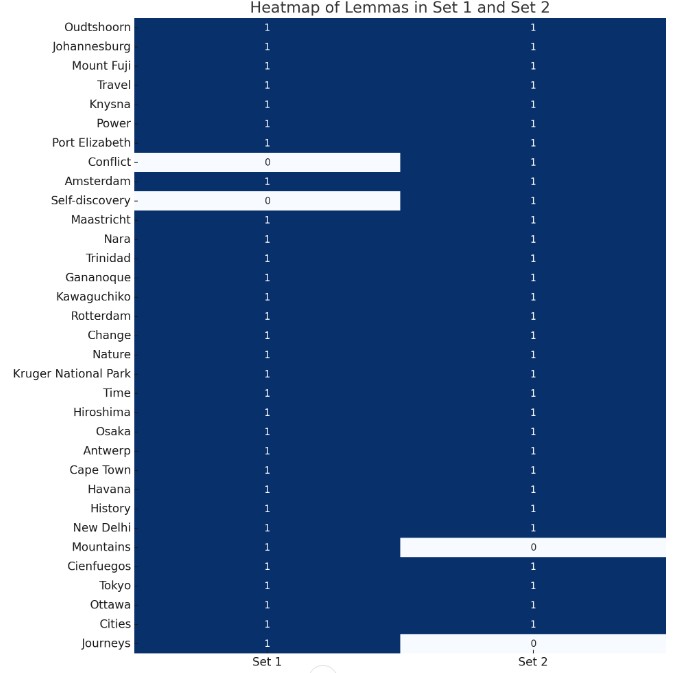 Heatmap of Lemmas in Set 1 and Set 2
Oudtshoorn 1 1
Johannesburg 1 1
Mount Fuji 1 1
Travel 1 1
Knysna 1 1
Power 1 1
Port Elizabeth 1 1
Conflict 0 1
Amsterdam 1 1
Self-discovery 0 1
Maastricht 1 1
Nara 1 1
Trinidad 1 1
Gananoque 1 1
Kawaguchiko 1 1
Rotterdam 1 1
Change 1 1
Nature 1 1
Kruger National Park 1 1
Time 1 1
Hiroshima 1 1
Osaka 1 1
Antwerp 1 1
Cape Town 1 1
Havana 1 1
History 1 1
New Delhi 1 1
Mountains 1 0
Cienfuegos 1 1
Tokyo 1 1
Ottawa 1 1
Cities 1 1
Journeys 1 0
Set 1 Set 2